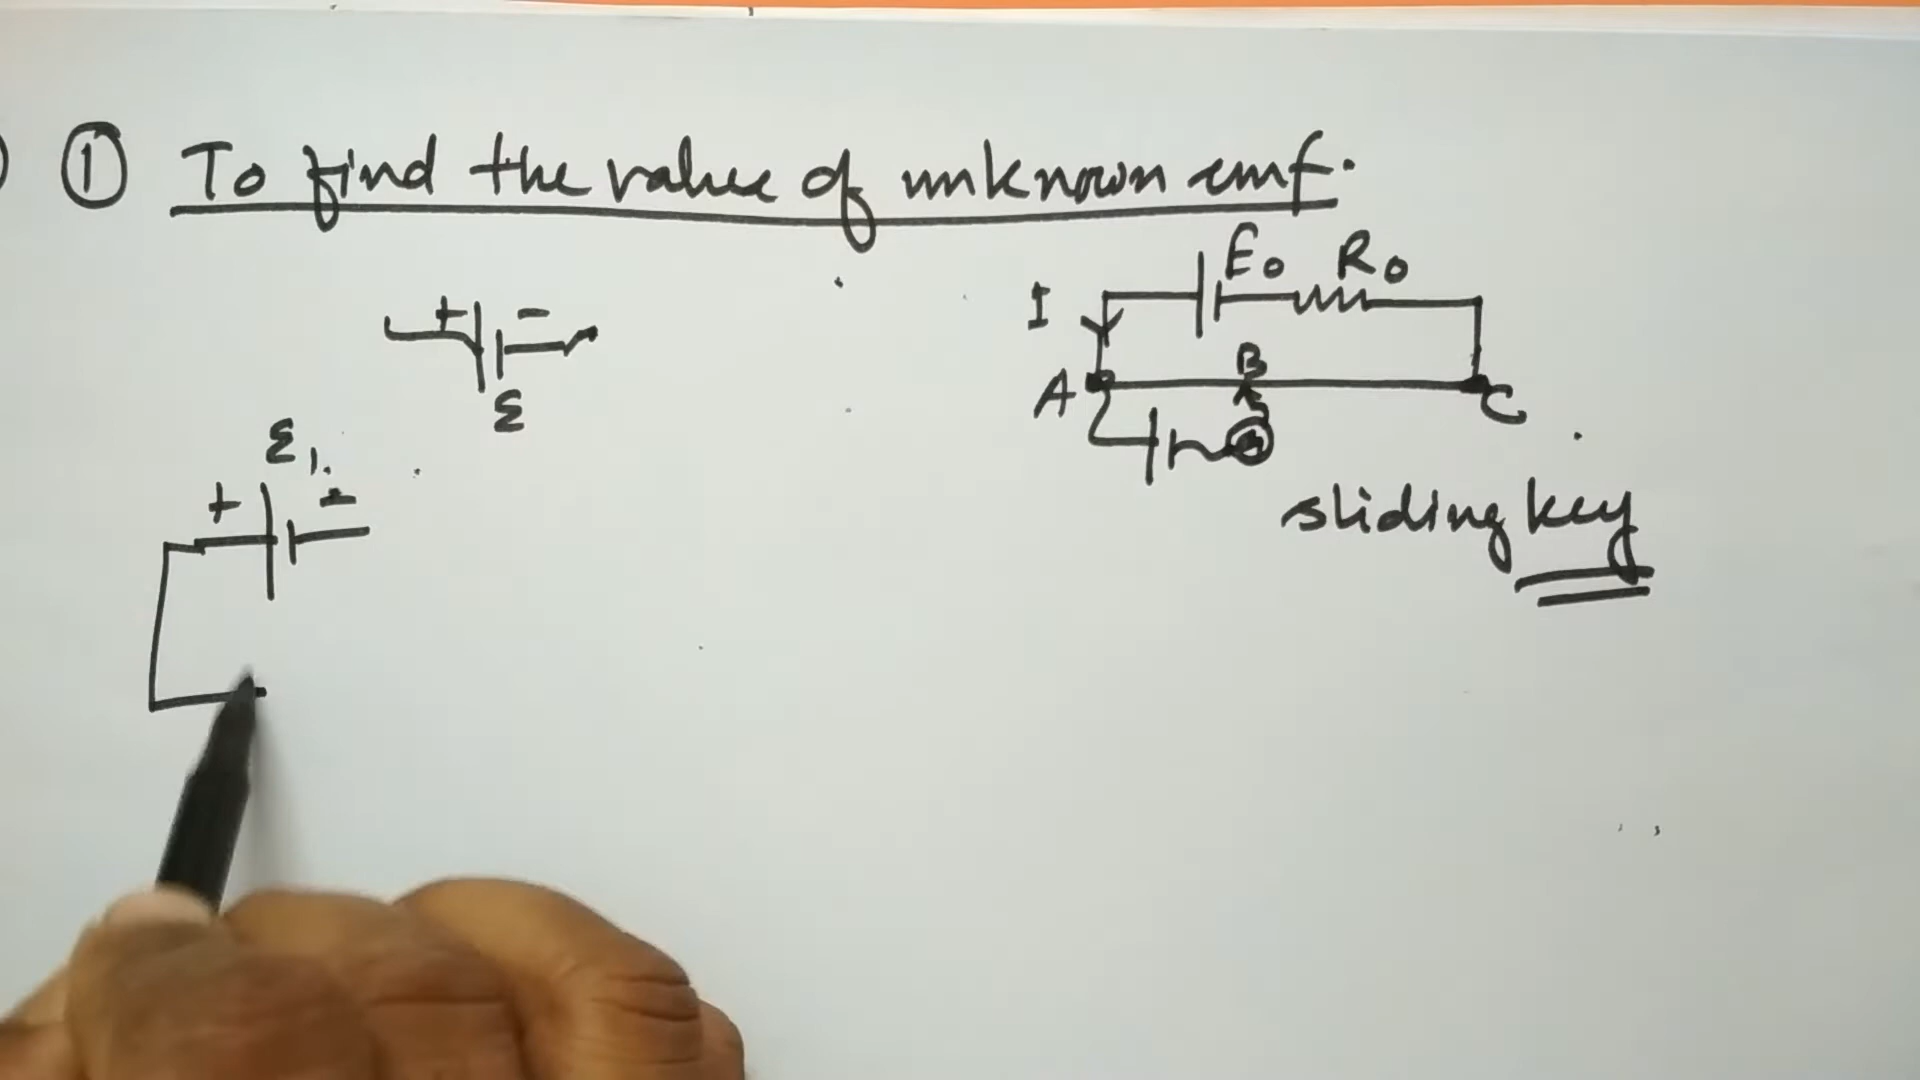 ① To find the value of unknown emf.
E₀ R₀
I
+ -
B
A
C
ε
G
ε₁.
+ -
sliding key